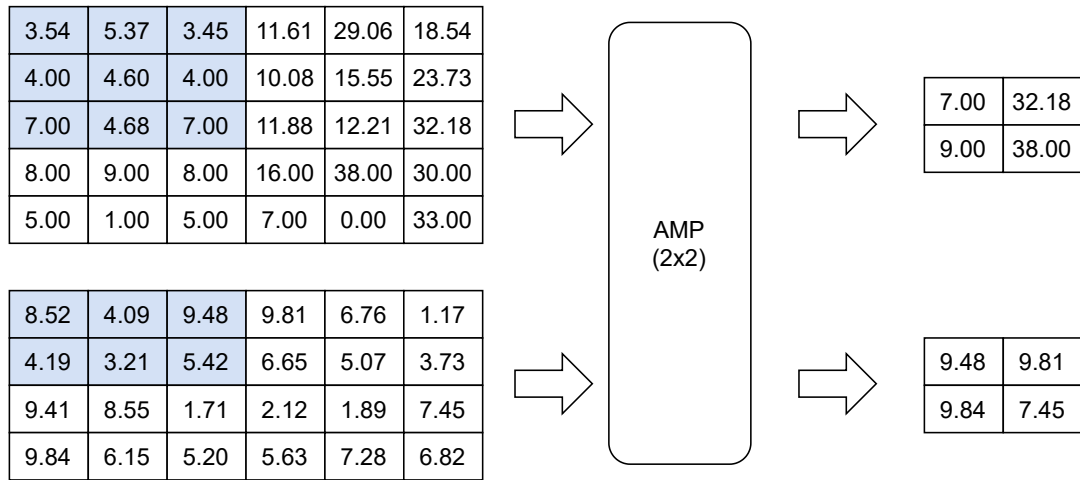 3.54 5.37 3.45 11.61 29.06 18.54
4.00 4.60 4.00 10.08 15.55 23.73
7.00 4.68 7.00 11.88 12.21 32.18
8.00 9.00 8.00 16.00 38.00 30.00
5.00 1.00 5.00 7.00 0.00 33.00
8.52 4.09 9.48 9.81 6.76 1.17
4.19 3.21 5.42 6.65 5.07 3.73
9.41 8.55 1.71 2.12 1.89 7.45
9.84 6.15 5.20 5.63 7.28 6.82
AMP
(2x2)
7.00 32.18
9.00 38.00
9.48 9.81
9.84 7.45